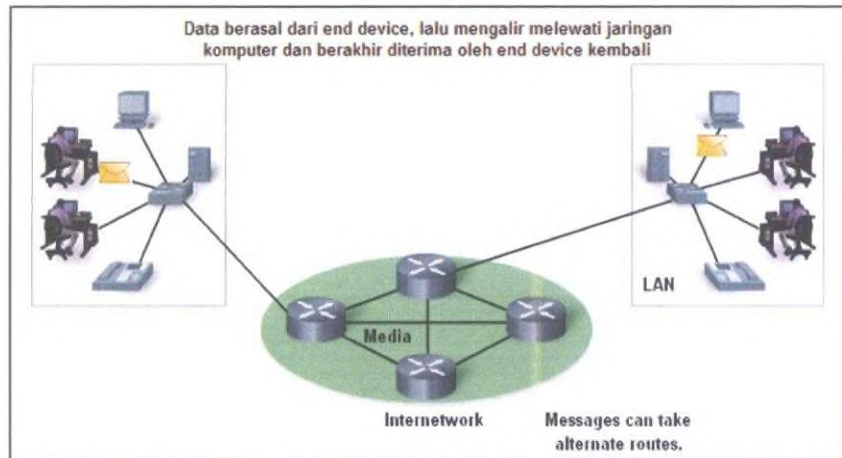 Data berasal dari end device, lalu mengalir melewati jaringan
komputer dan berakhir diterima oleh end device kembali
LAN
Media
Internetwork
Messages can take
alternate routes.